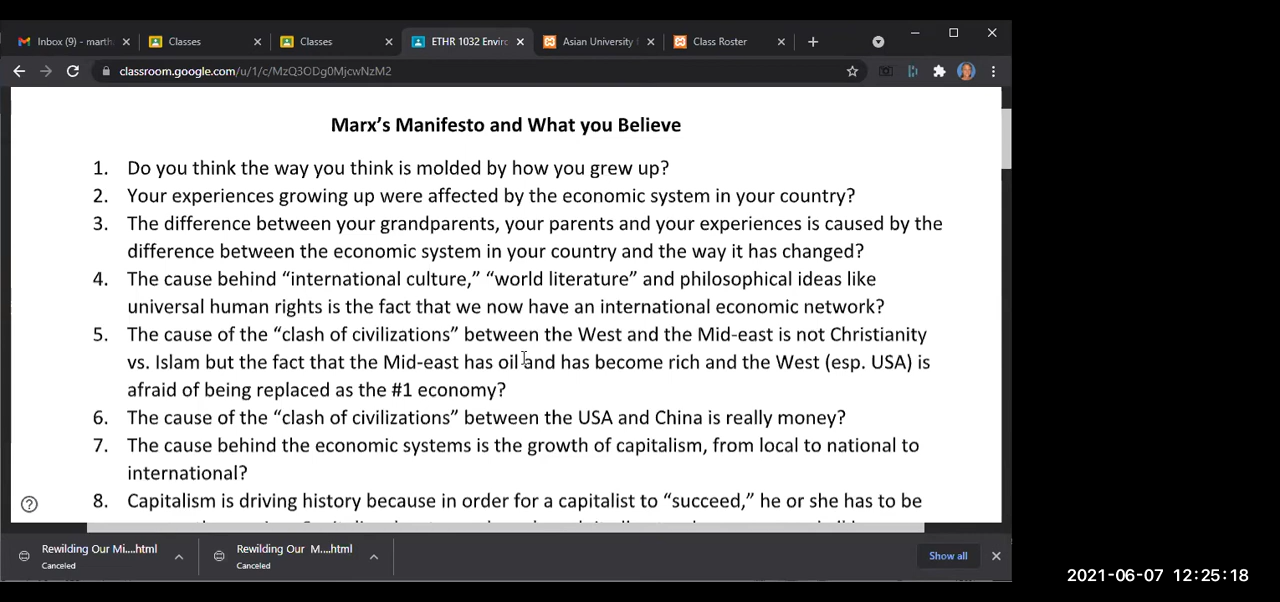 Inbox (9) - marth
Classes
Classes
ETHR 1032 Enviro
Asian University f
Class Roster
classroom.google.com/u/1/c/MzQ3ODg0MjcwNzM2
Marx's Manifesto and What you Believe
1. Do you think the way you think is molded by how you grew up?
2. Your experiences growing up were affected by the economic system in your country?
3. The difference between your grandparents, your parents and your experiences is caused by the
difference between the economic system in your country and the way it has changed?
4. The cause behind "international culture," "world literature" and philosophical ideas like
universal human rights is the fact that we now have an international economic network?
5. The cause of the "clash of civilizations" between the West and the Mid-east is not Christianity
vs. Islam but the fact that the Mid-east has oil and has become rich and the West (esp. USA) is
afraid of being replaced as the #1 economy?
6. The cause of the "clash of civilizations" between the USA and China is really money?
7. The cause behind the economic systems is the growth of capitalism, from local to national to
international?
8. Capitalism is driving history because in order for a capitalist to "succeed," he or she has to be
Rewilding Our Mi....html
Canceled
Rewilding Our M....html
Canceled
Show all
2021-06-07 12:25:18